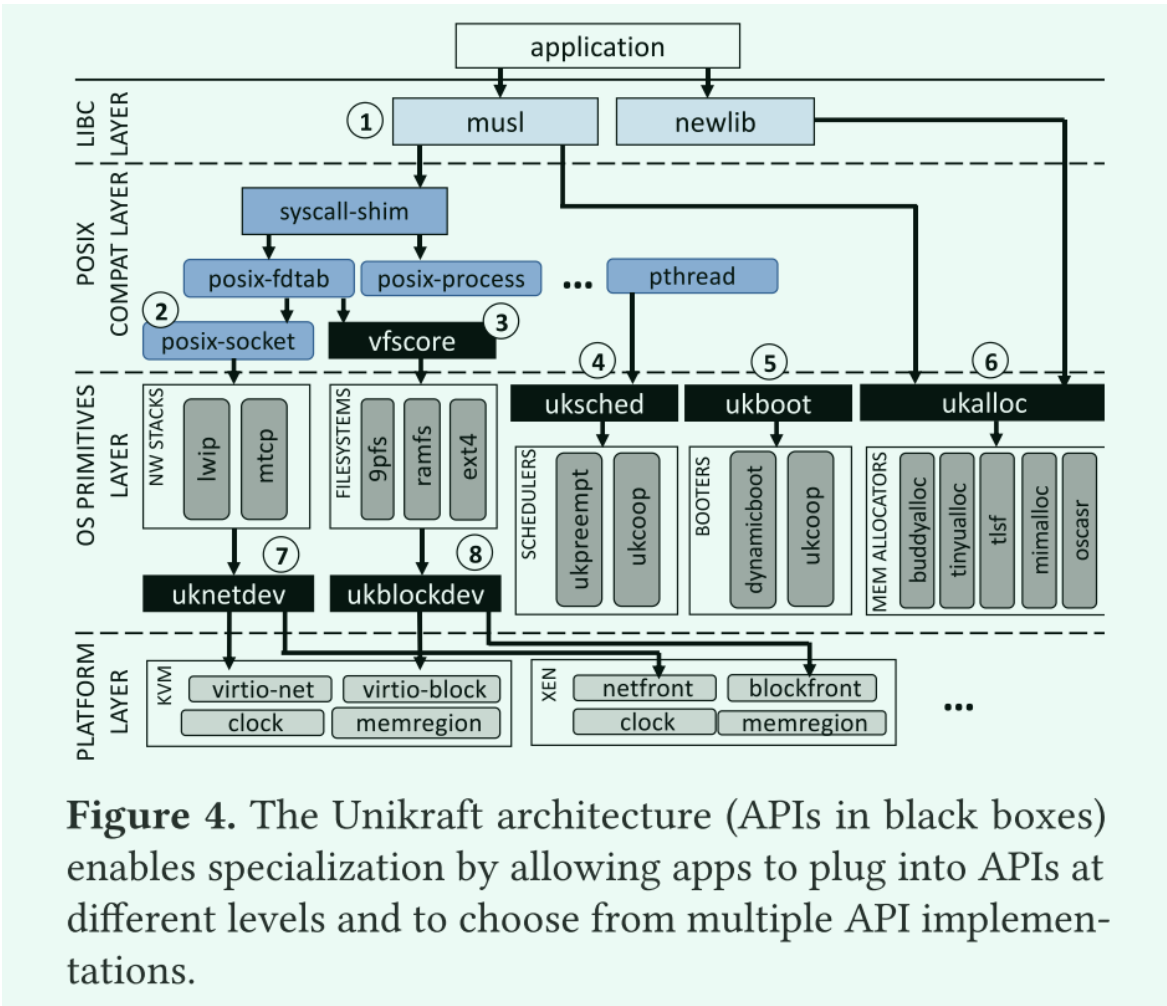 application
LIBC
LAYER
1
musl
newlib
POSIX
COMPAT LAYER
syscall-shim
posix-fdtab
posix-process
...
pthread
2
posix-socket
3
vfscore
OS PRIMITIVES
LAYER
4
5
6
uksched
ukboot
ukalloc
NW STACKS
lwip
mtcp
FILESYSTEMS
9pfs
ramfs
ext4
SCHEDULERS
ukpreempt
ukcoop
BOOTERS
dynamicboot
ukcoop
MEM ALLOCATORS
buddyalloc
tinyualloc
tlsf
mimalloc
oscasr
7
8
uknetdev
ukblockdev
PLATFORM
LAYER
KVM
virtio-net
virtio-block
clock
memregion
XEN
netfront
blockfront
clock
memregion
...
Figure 4. The Unikraft architecture (APIs in black boxes)
enables specialization by allowing apps to plug into APIs at
different levels and to choose from multiple API implemen-
tations.